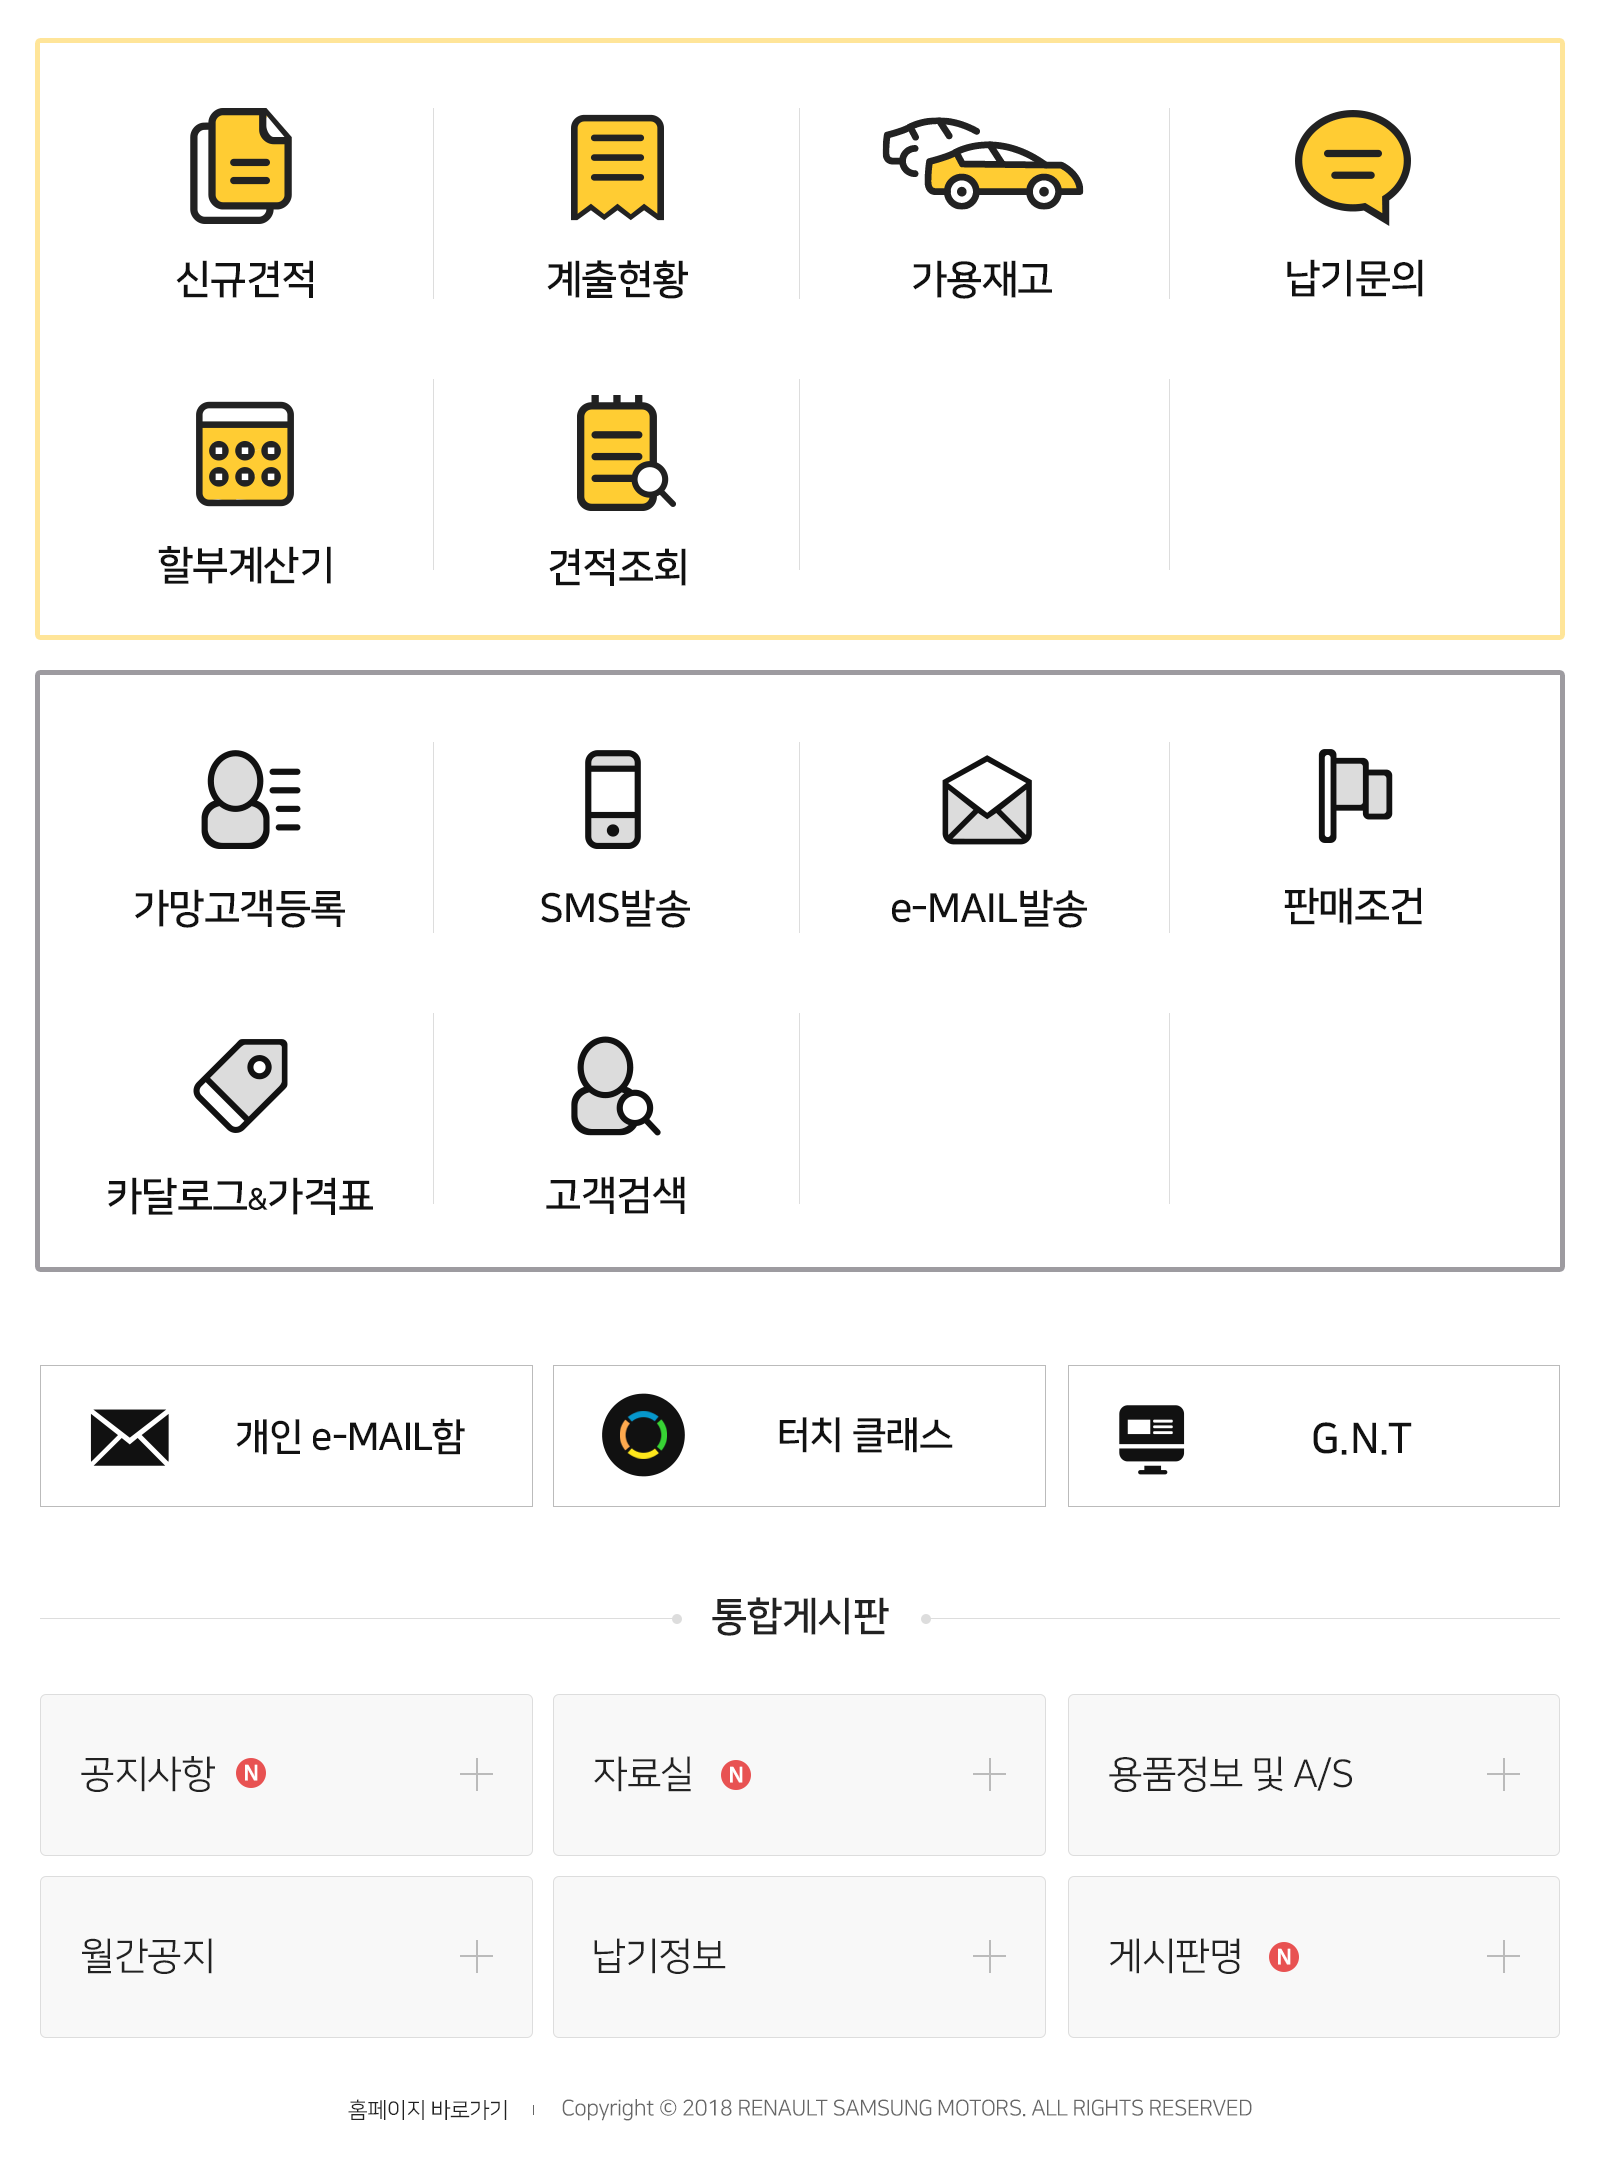 신규견적
계출현황
가용재고
납기문의
할부계산기
견적조회
가망고객등록
SMS발송
e-MAIL발송
판매조건
카달로그&가격표
고객검색
개인 e-MAIL함
터치 클래스
G.N.T
통합게시판
공지사항 N
자료실 N
용품정보 및 A/S
월간공지
납기정보
게시판명 N
홈페이지 바로가기 | Copyright © 2018 RENAULT SAMSUNG MOTORS. ALL RIGHTS RESERVED